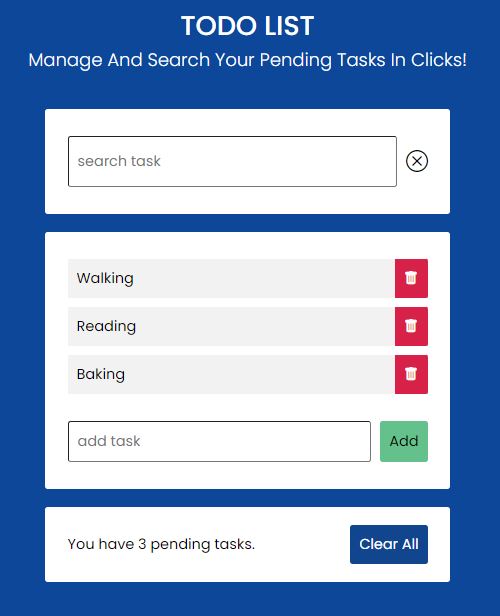 TODO LIST
Manage And Search Your Pending Tasks In Clicks!
search task
Walking
Reading
Baking
add task Add
You have 3 pending tasks. Clear All